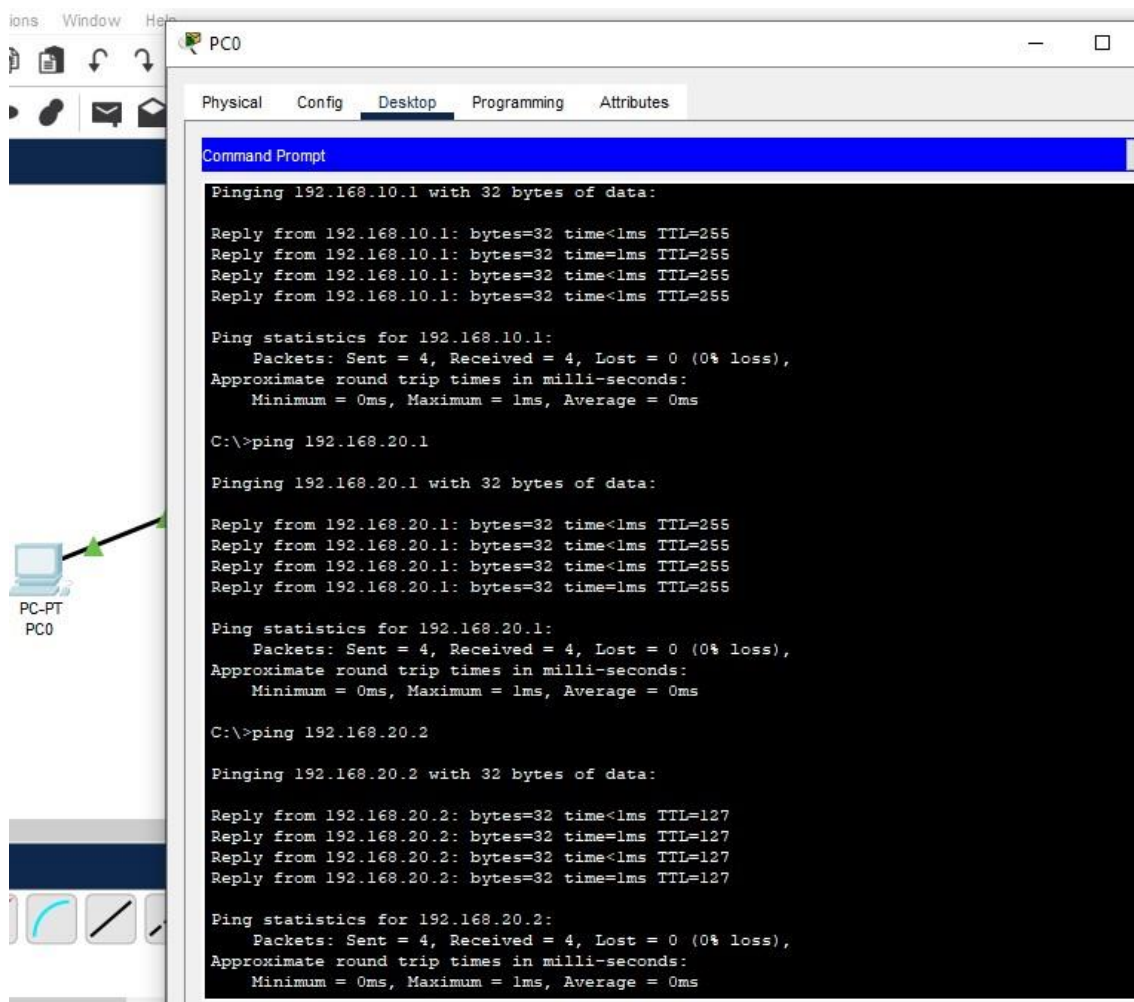 ions Window Help
PC0
Physical Config Desktop Programming Attributes
Command Prompt
Pinging 192.168.10.1 with 32 bytes of data:
Reply from 192.168.10.1: bytes=32 time<1ms TTL=255
Reply from 192.168.10.1: bytes=32 time=1ms TTL=255
Reply from 192.168.10.1: bytes=32 time<1ms TTL=255
Reply from 192.168.10.1: bytes=32 time<1ms TTL=255
Ping statistics for 192.168.10.1:
Packets: Sent = 4, Received = 4, Lost = 0 (0% loss),
Approximate round trip times in milli-seconds:
Minimum = 0ms, Maximum = 1ms, Average = 0ms
C:\>ping 192.168.20.1
Pinging 192.168.20.1 with 32 bytes of data:
Reply from 192.168.20.1: bytes=32 time<1ms TTL=255
Reply from 192.168.20.1: bytes=32 time<1ms TTL=255
Reply from 192.168.20.1: bytes=32 time<1ms TTL=255
Reply from 192.168.20.1: bytes=32 time=1ms TTL=255
Ping statistics for 192.168.20.1:
Packets: Sent = 4, Received = 4, Lost = 0 (0% loss),
Approximate round trip times in milli-seconds:
Minimum = 0ms, Maximum = 1ms, Average = 0ms
C:\>ping 192.168.20.2
Pinging 192.168.20.2 with 32 bytes of data:
Reply from 192.168.20.2: bytes=32 time<1ms TTL=127
Reply from 192.168.20.2: bytes=32 time=1ms TTL=127
Reply from 192.168.20.2: bytes=32 time<1ms TTL=127
Reply from 192.168.20.2: bytes=32 time=1ms TTL=127
Ping statistics for 192.168.20.2:
Packets: Sent = 4, Received = 4, Lost = 0 (0% loss),
Approximate round trip times in milli-seconds:
Minimum = 0ms, Maximum = 1ms, Average = 0ms
PC-PT
PC0